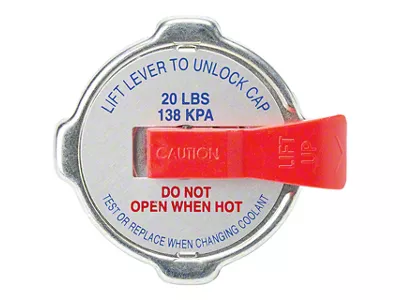 LIFT LEVER TO UNLOCK CAP
20 LBS
138 KPA
CAUTION
LIFT
UP
DO NOT
OPEN WHEN HOT
TEST OR REPLACE WHEN CHANGING COOLANT